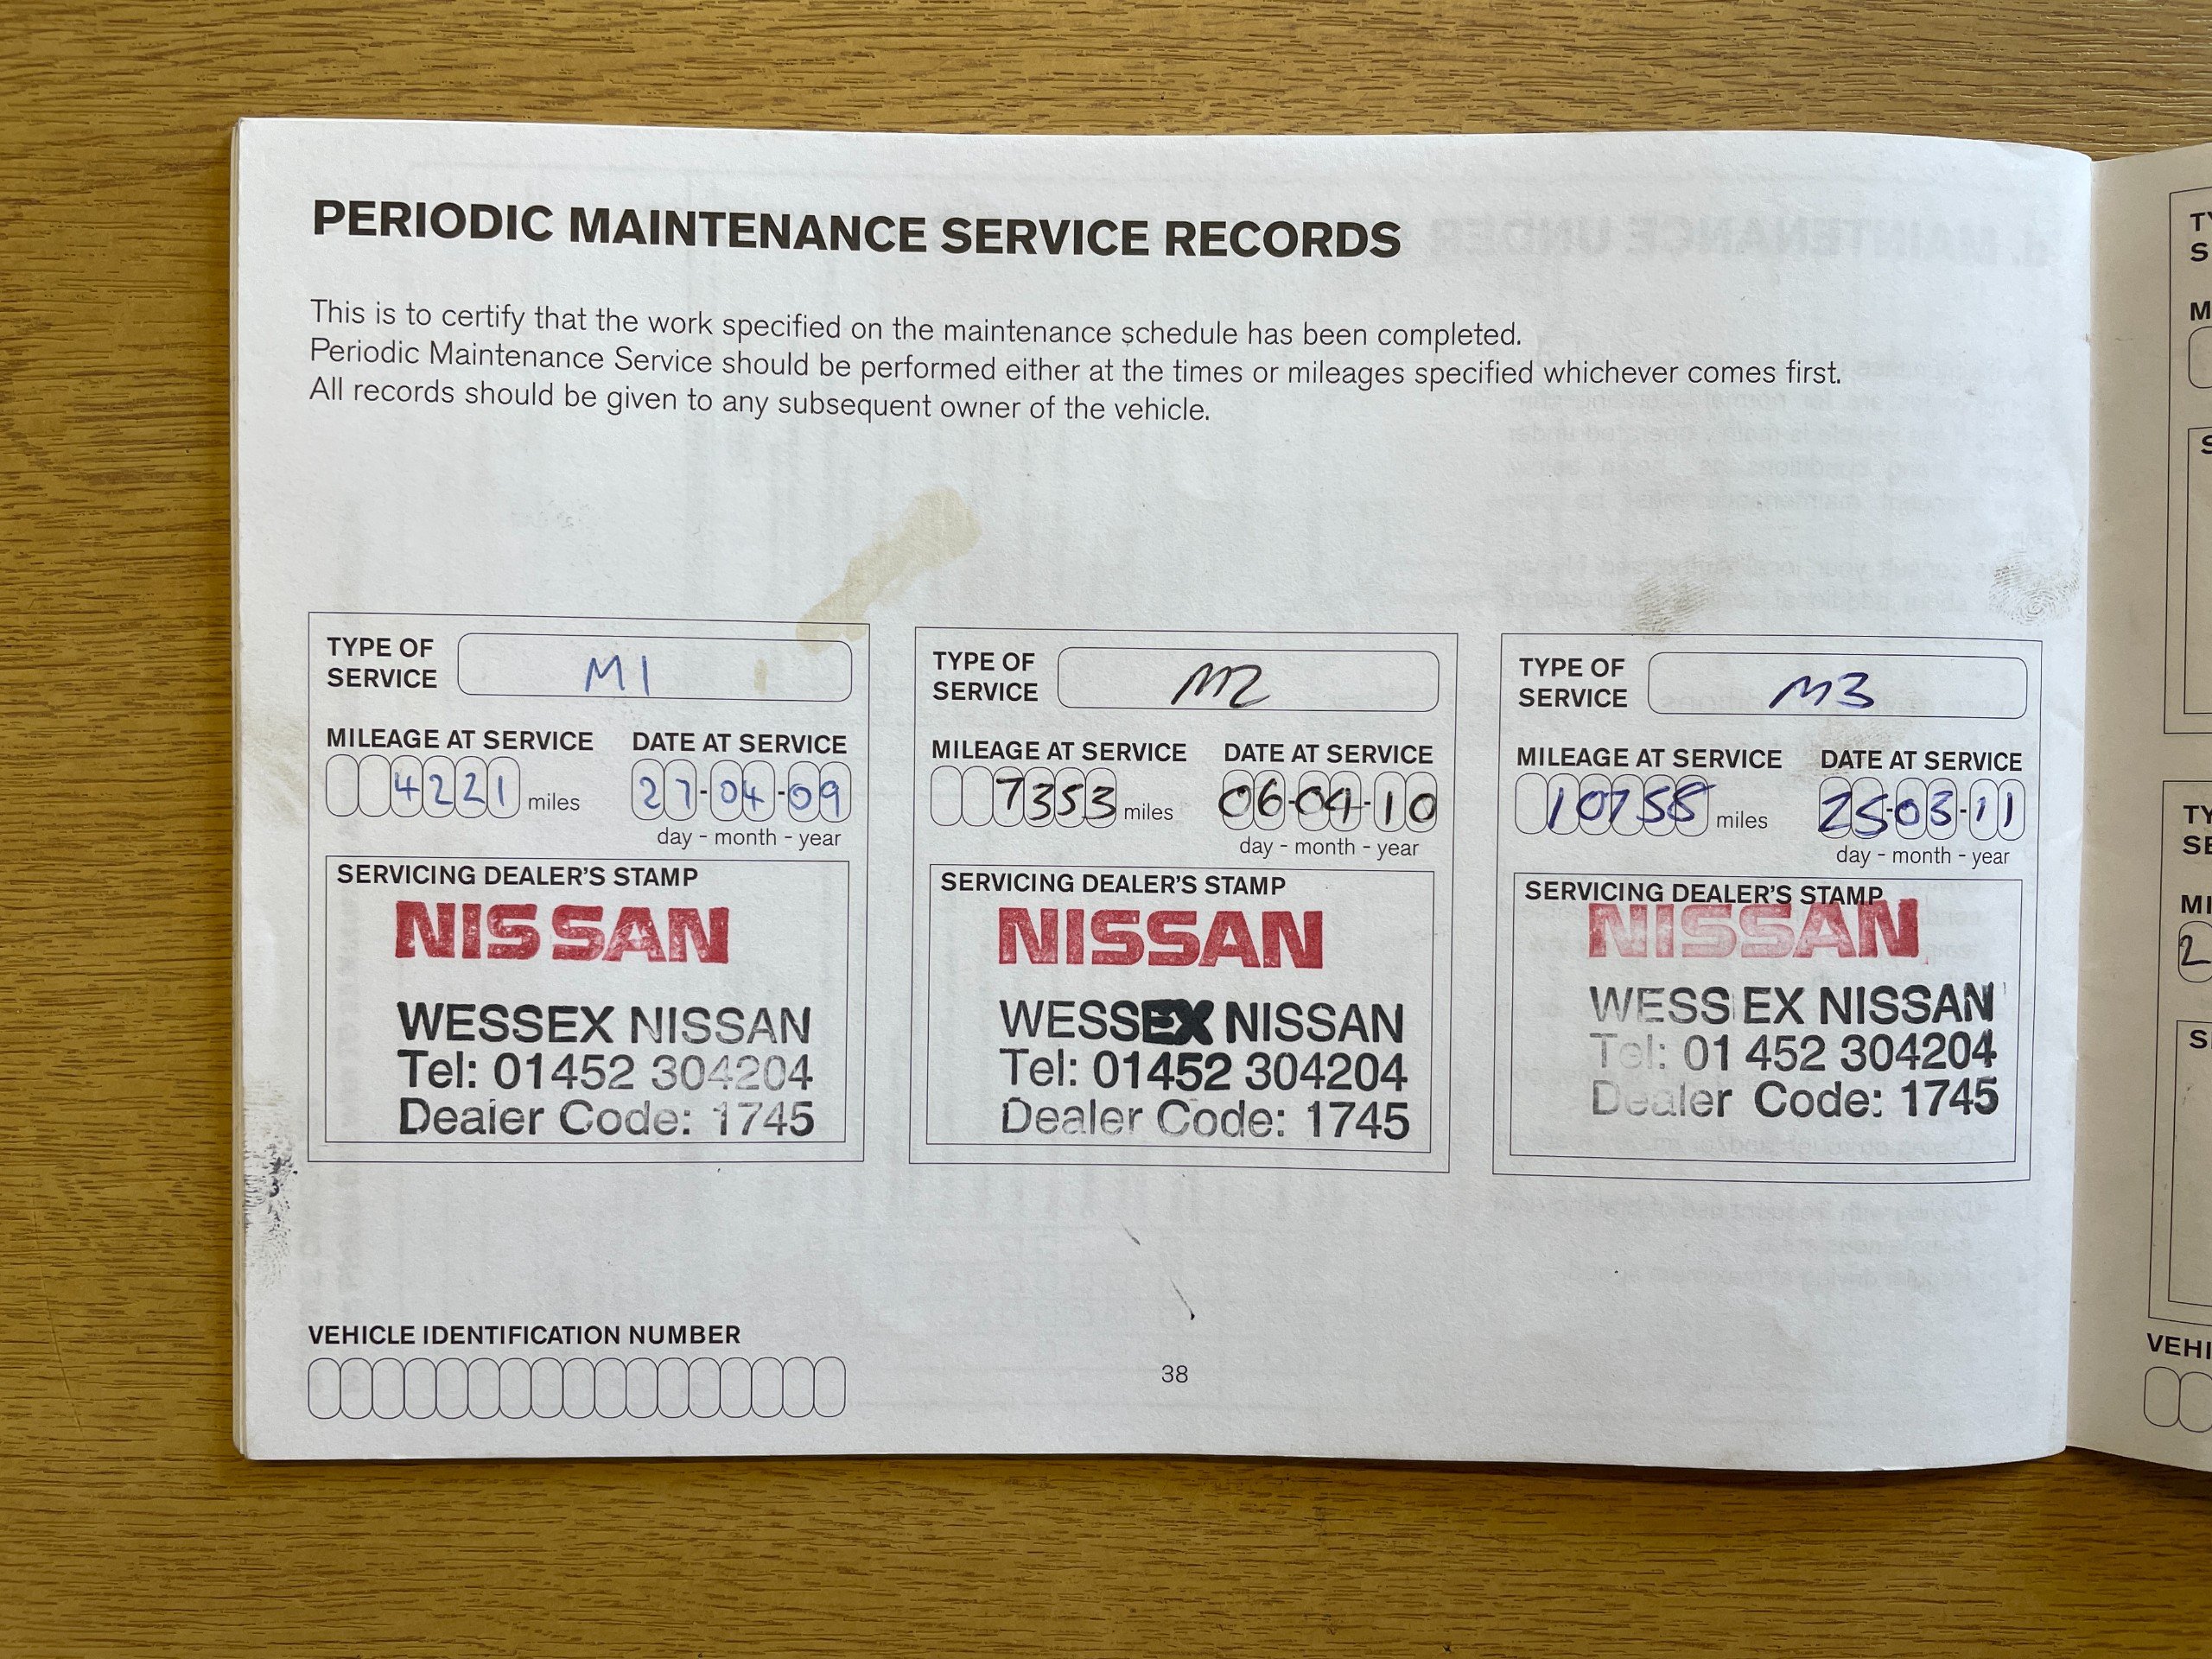 PERIODIC MAINTENANCE SERVICE RECORDS
This is to certify that the work specified on the maintenance schedule has been completed.
Periodic Maintenance Service should be performed either at the times or mileages specified whichever comes first.
All records should be given to any subsequent owner of the vehicle.
TYPE OF
SERVICE
M1
MILEAGE AT SERVICE
4221 miles
DATE AT SERVICE
27-04-09
day - month - year
SERVICING DEALER'S STAMP
NISSAN
WESSEX NISSAN
Tel: 01452 304204
Dealer Code: 1745
TYPE OF
SERVICE
M2
MILEAGE AT SERVICE
7353 miles
DATE AT SERVICE
06-04-10
day - month - year
SERVICING DEALER'S STAMP
NISSAN
WESSEX NISSAN
Tel: 01452 304204
Dealer Code: 1745
TYPE OF
SERVICE
M3
MILEAGE AT SERVICE
10758 miles
DATE AT SERVICE
25-03-11
day - month - year
SERVICING DEALER'S STAMP
NISSAN
WESSEX NISSAN
Tel: 01452 304204
Dealer Code: 1745
VEHICLE IDENTIFICATION NUMBER
38